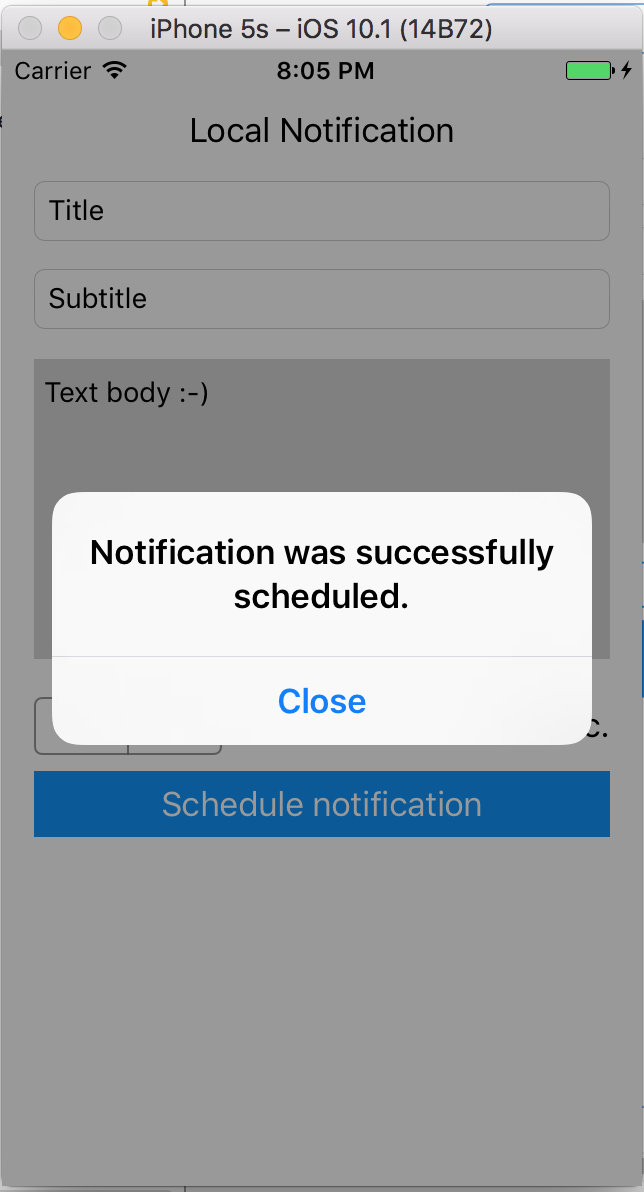 iPhone 5s – iOS 10.1 (14B72)
Carrier 8:05 PM
Local Notification
Title
Subtitle
Text body :-)
Notification was successfully
scheduled.
Close
Schedule notification